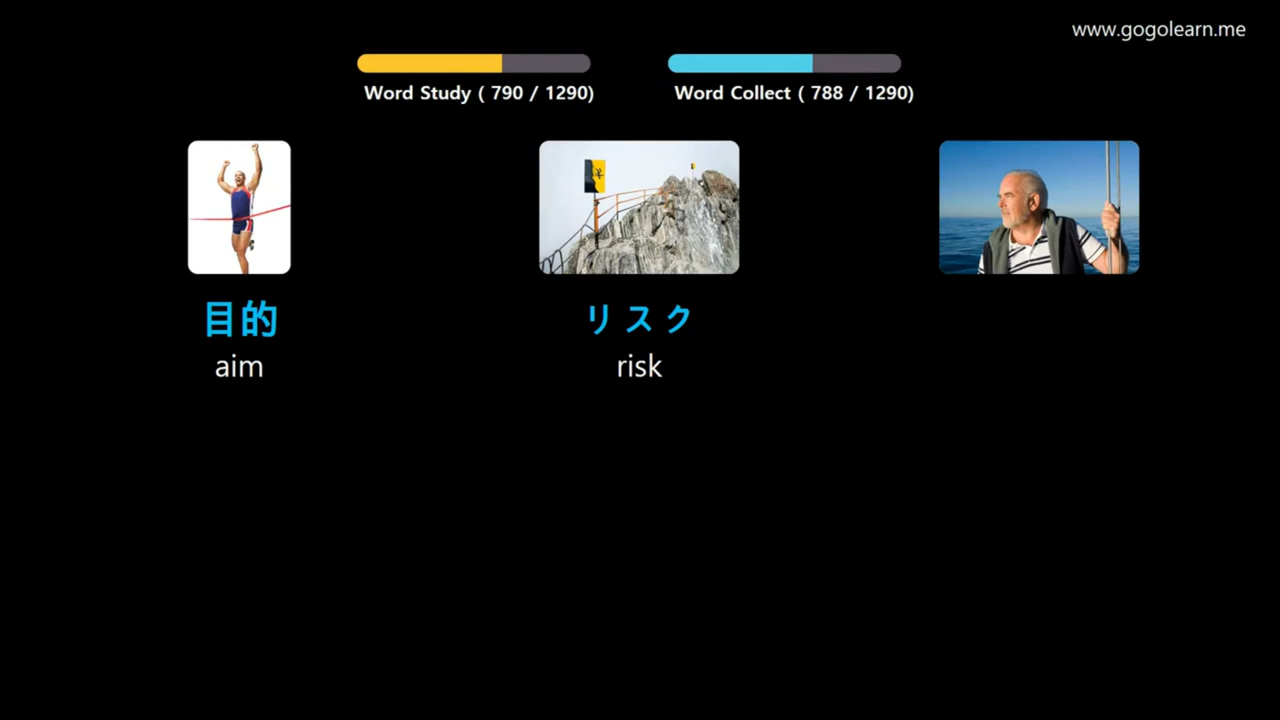 www.gogolearn.me
Word Study ( 790 / 1290)
Word Collect ( 788 / 1290)
目的
aim
リスク
risk